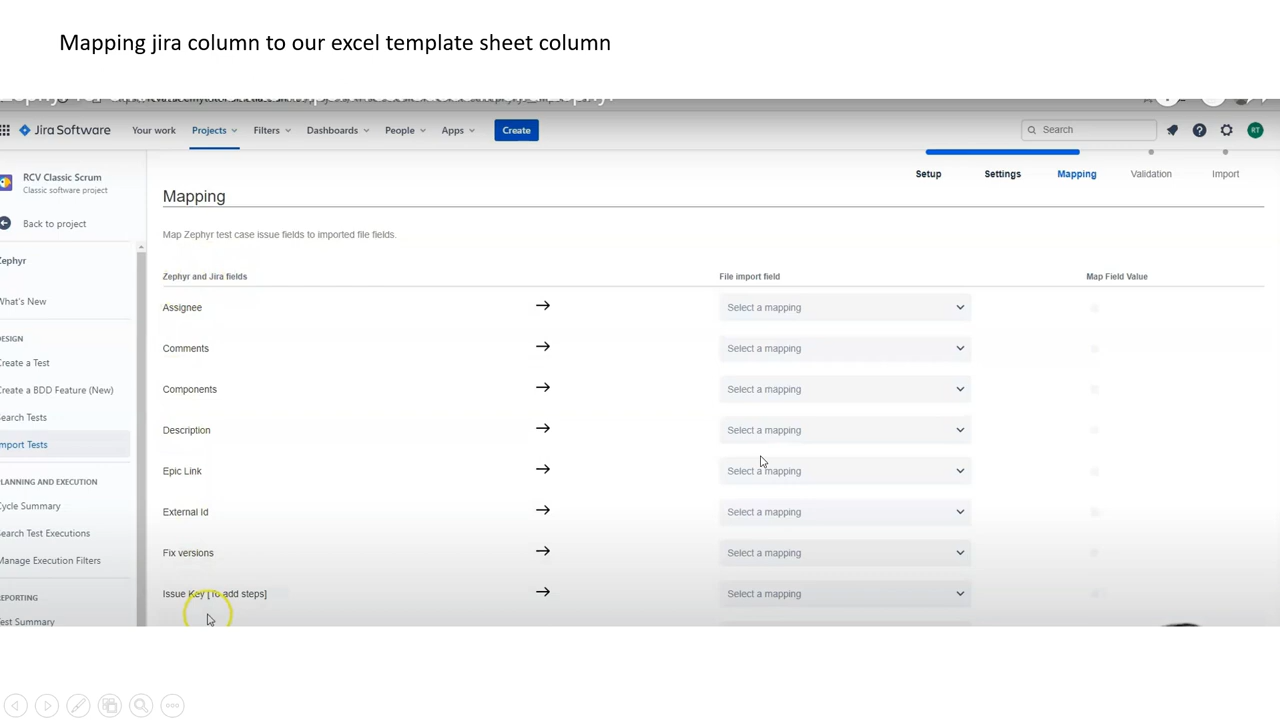 Mapping jira column to our excel template sheet column
Jira Software Your work Projects Filters Dashboards People Apps Create Search RT
RCV Classic Scrum
Classic software project
Setup Settings Mapping Validation Import
Mapping
Back to project
Map Zephyr test case issue fields to imported file fields.
Zephyr
Zephyr and Jira fields File import field Map Field Value
What's New
Assignee Select a mapping
DESIGN
Comments Select a mapping
Create a Test
Components Select a mapping
Create a BDD Feature (New)
Search Tests
Description Select a mapping
Import Tests
Epic Link Select a mapping
PLANNING AND EXECUTION
Cycle Summary
External Id Select a mapping
Search Test Executions
Fix versions Select a mapping
Manage Execution Filters
Issue Key [To add steps] Select a mapping
REPORTING
Test Summary